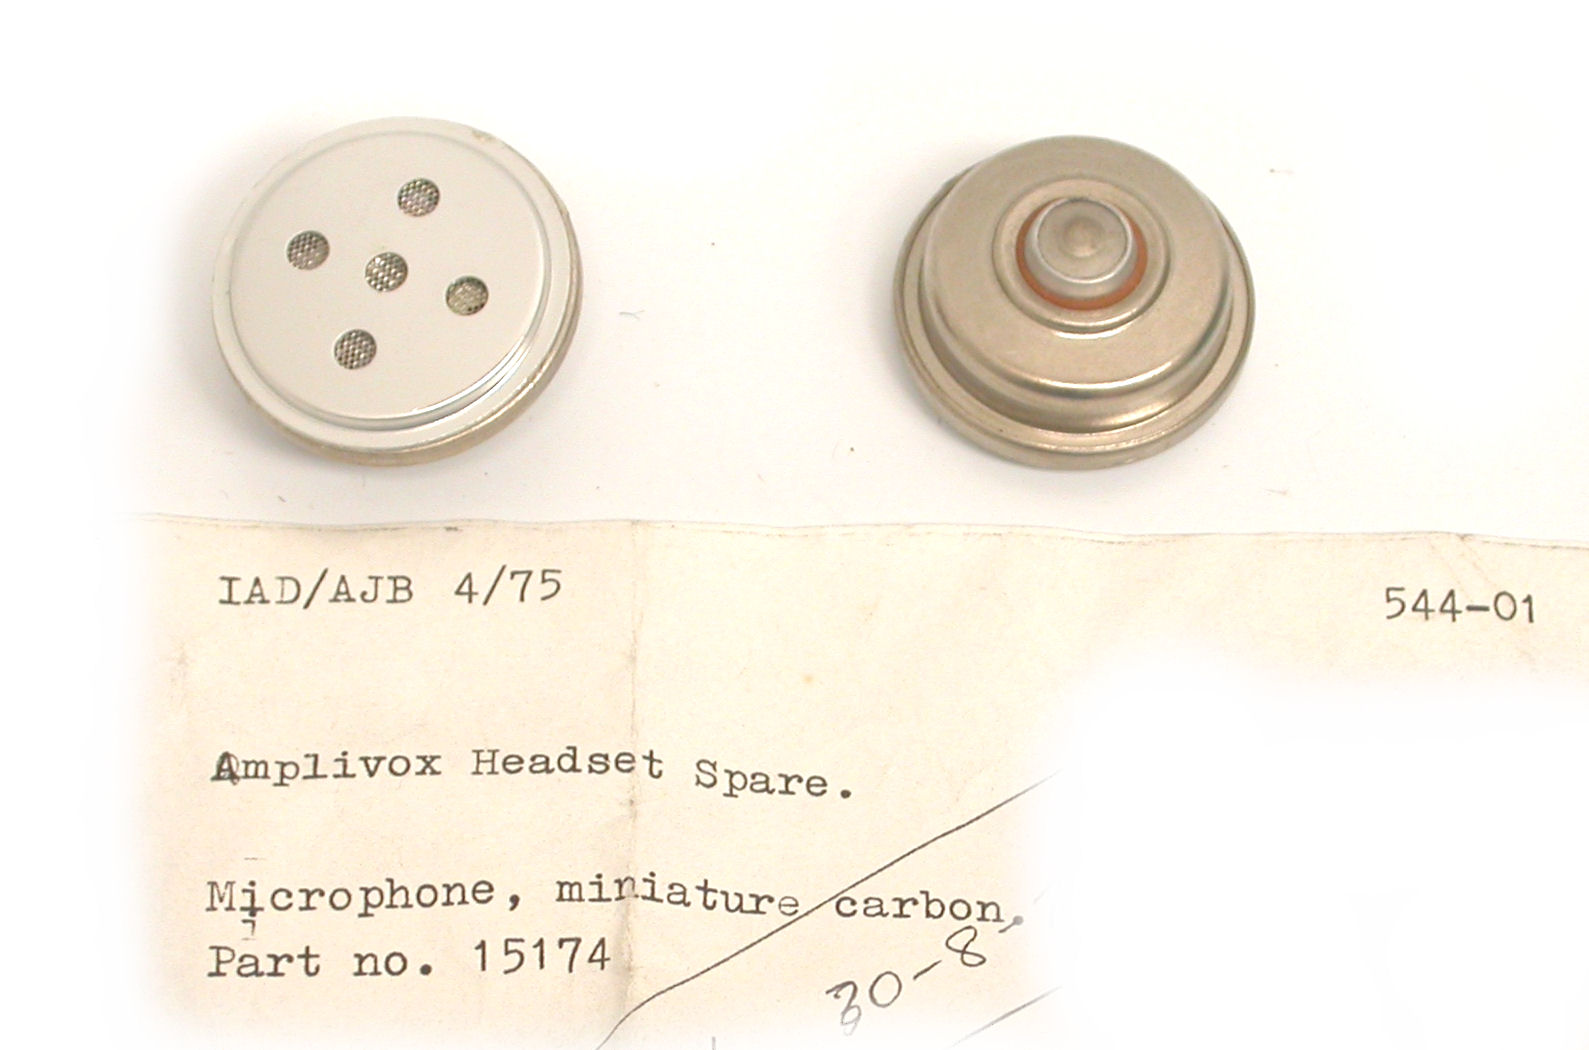 IAD/AJB 4/75
544-01
Amplivox Headset Spare.
Microphone, miniature carbon,
Part no. 15174
30-8